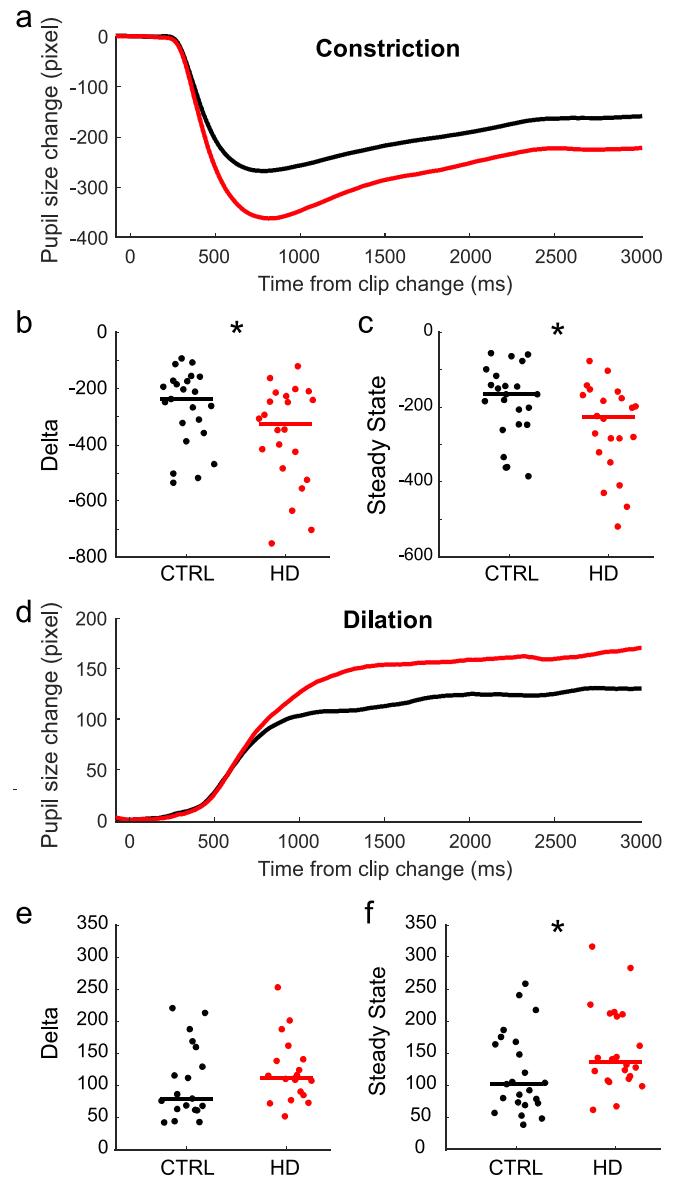 a
Constriction
Pupil size change (pixel)
0
-100
-200
-300
-400
0 500 1000 1500 2000 2500 3000
Time from clip change (ms)
b
*
Delta
0
-200
-400
-600
-800
CTRL HD
c
*
Steady State
0
-200
-400
-600
CTRL HD
d
Dilation
Pupil size change (pixel)
200
150
100
50
0
0 500 1000 1500 2000 2500 3000
Time from clip change (ms)
e
Delta
350
300
250
200
150
100
50
0
CTRL HD
f
*
Steady State
350
300
250
200
150
100
50
0
CTRL HD